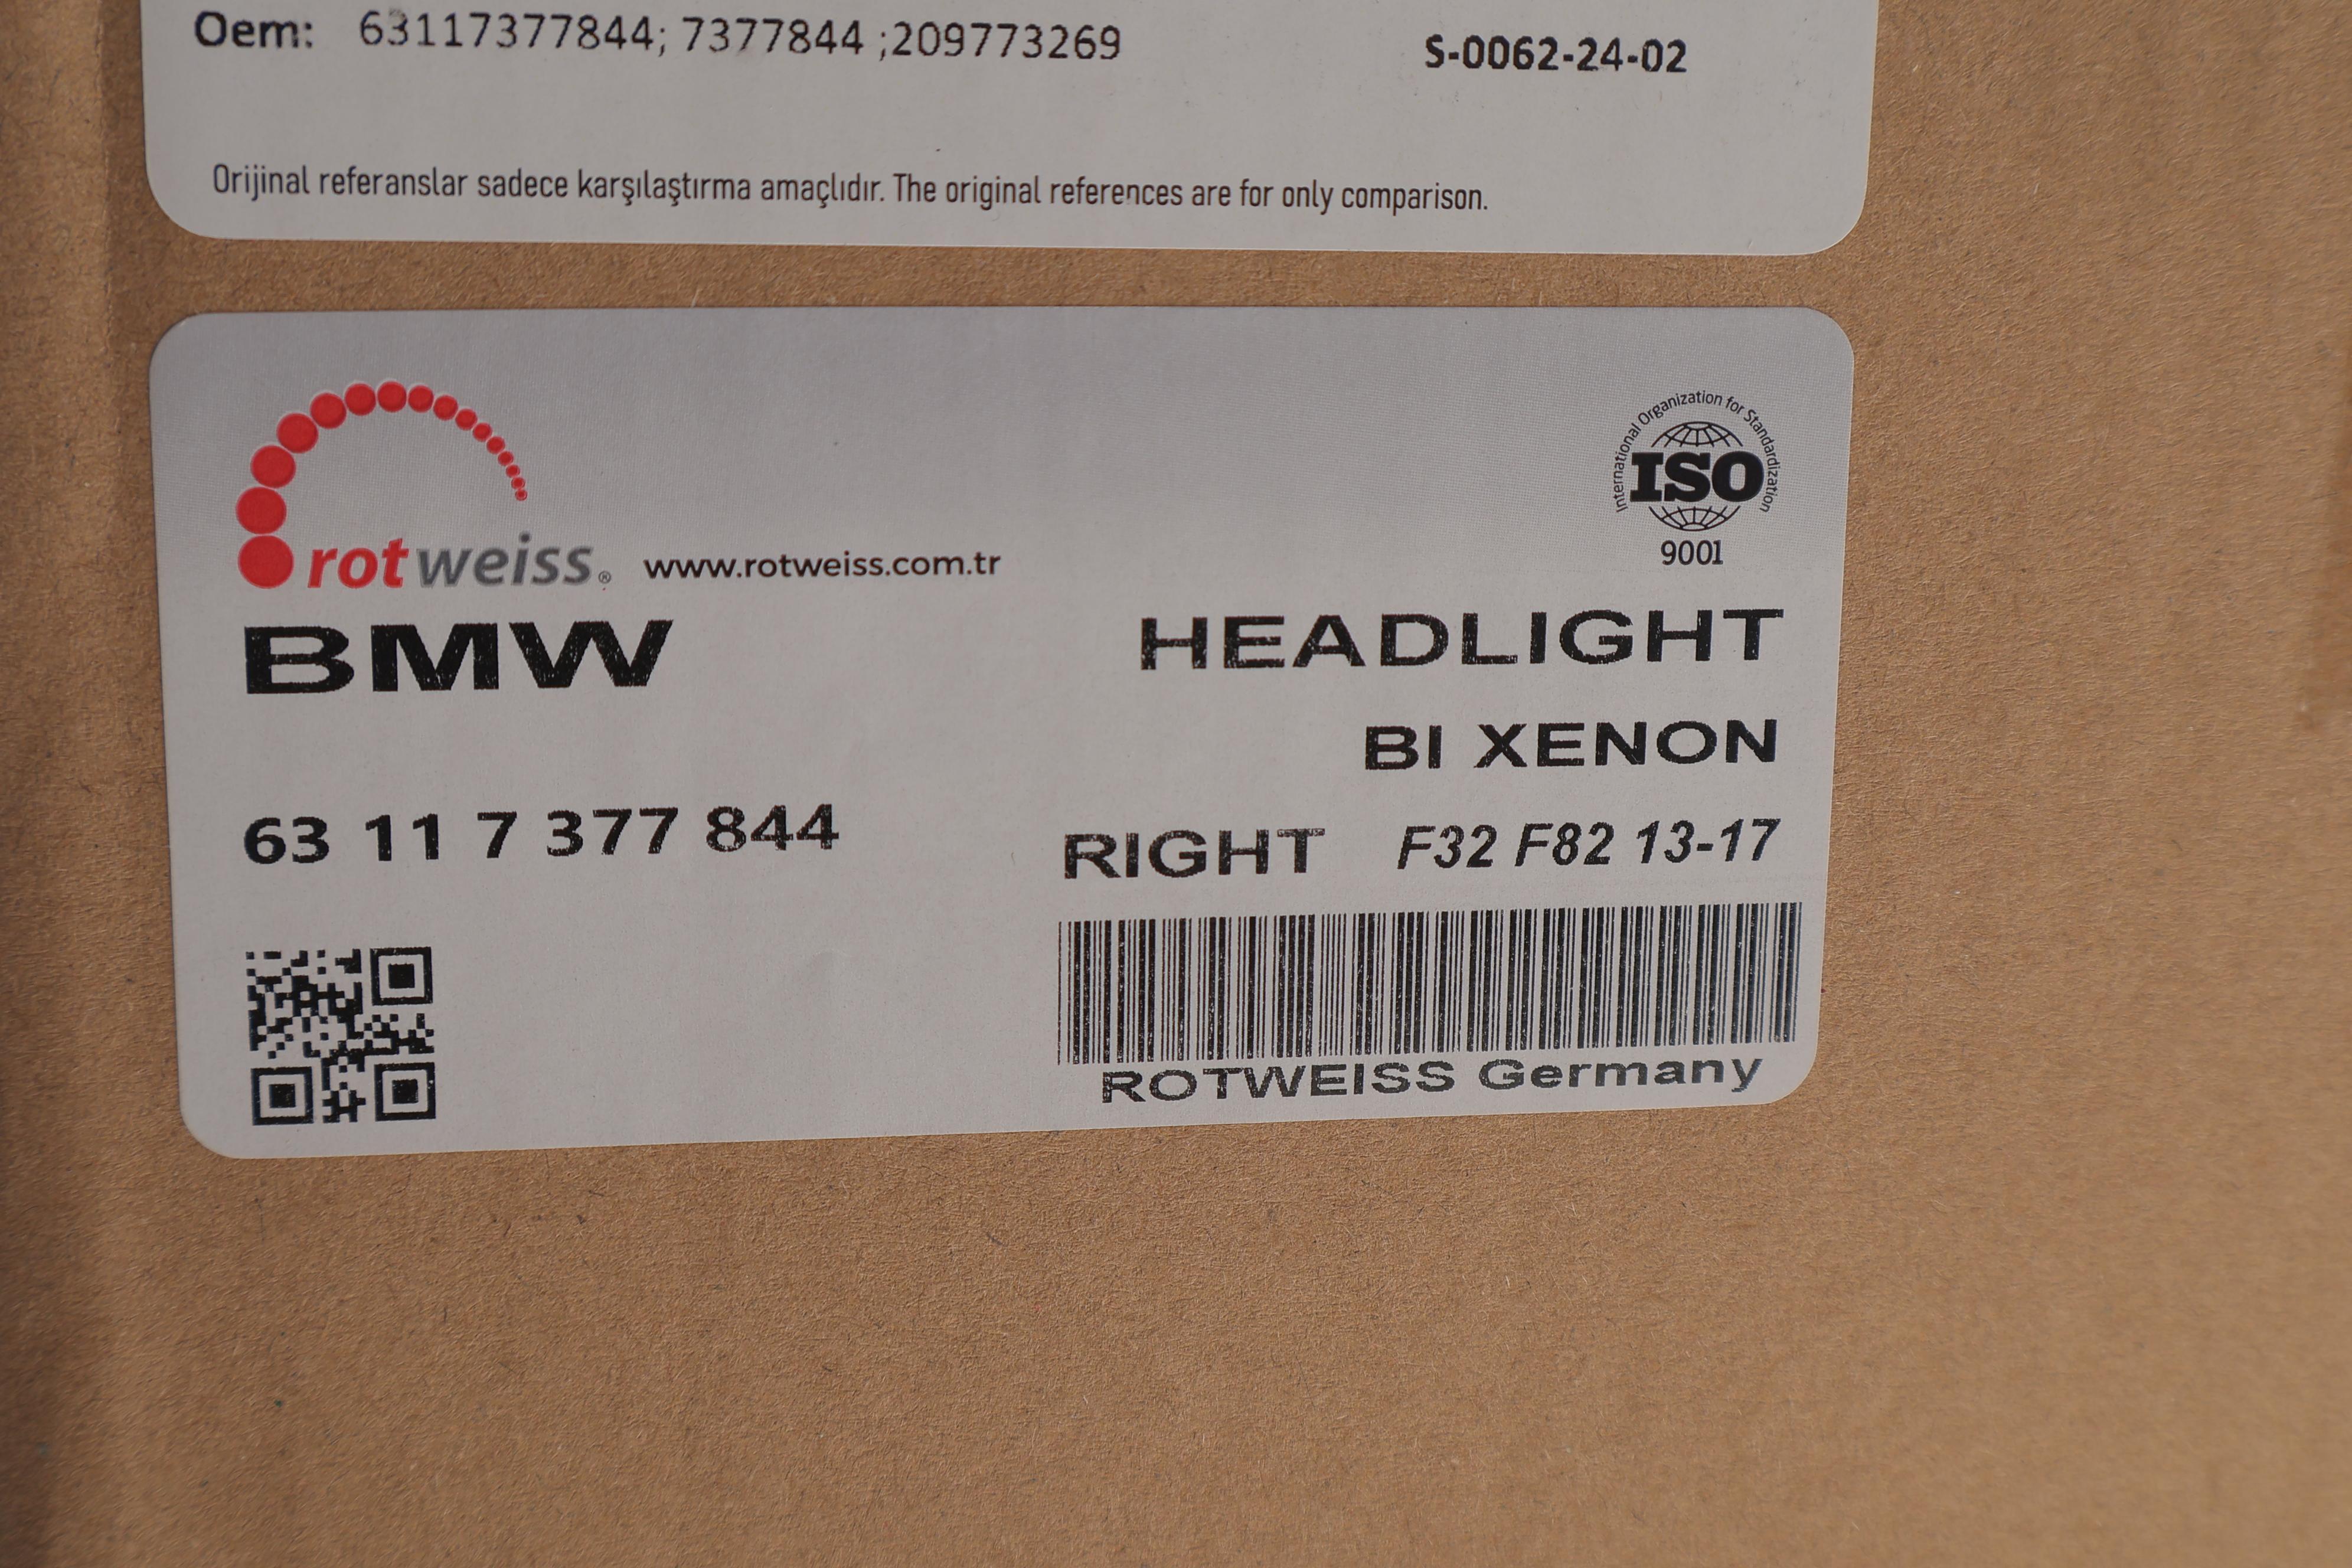 Oem: 63117377844; 7377844 ;209773269
S-0062-24-02
Orijinal referanslar sadece karşılaştırma amaçlıdır. The original references are for only comparison.
International Organization for Standardization
ISO
9001
rotweiss® www.rotweiss.com.tr
BMW
HEADLIGHT
BI XENON
63 11 7 377 844
RIGHT F32 F82 13-17
ROTWEISS Germany